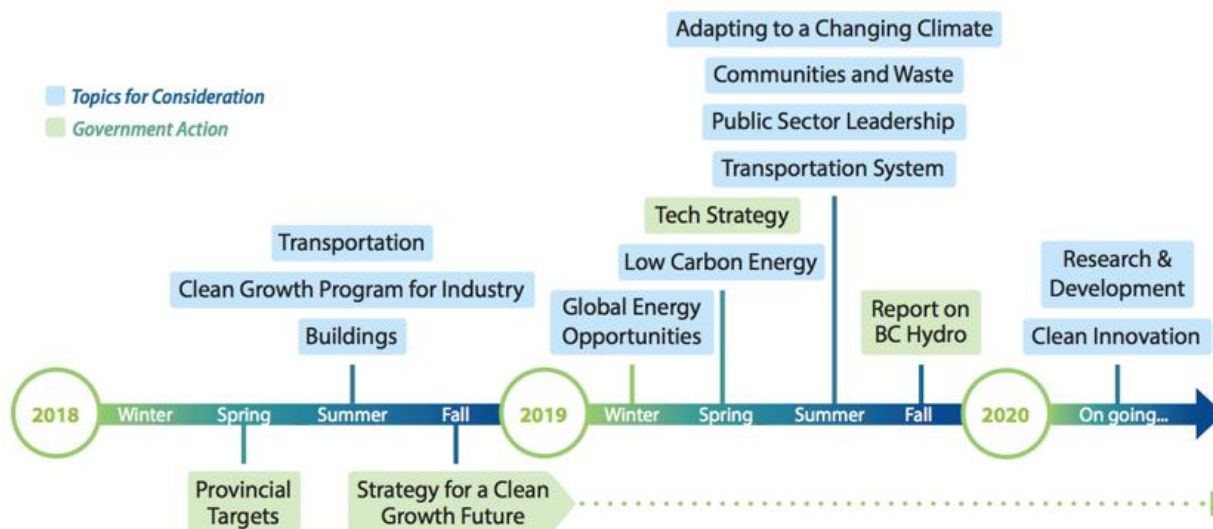 Adapting to a Changing Climate
Communities and Waste
Topics for Consideration
Government Action
Public Sector Leadership
Transportation System
Tech Strategy
Transportation
Low Carbon Energy
Clean Growth Program for Industry
Global Energy
Opportunities
Buildings
Report on
BC Hydro
Research &
Development
Clean Innovation
2018
Winter
Spring
Summer
Fall
2019
Winter
Spring
Summer
Fall
2020
On going...
Provincial
Targets
Strategy for a Clean
Growth Future